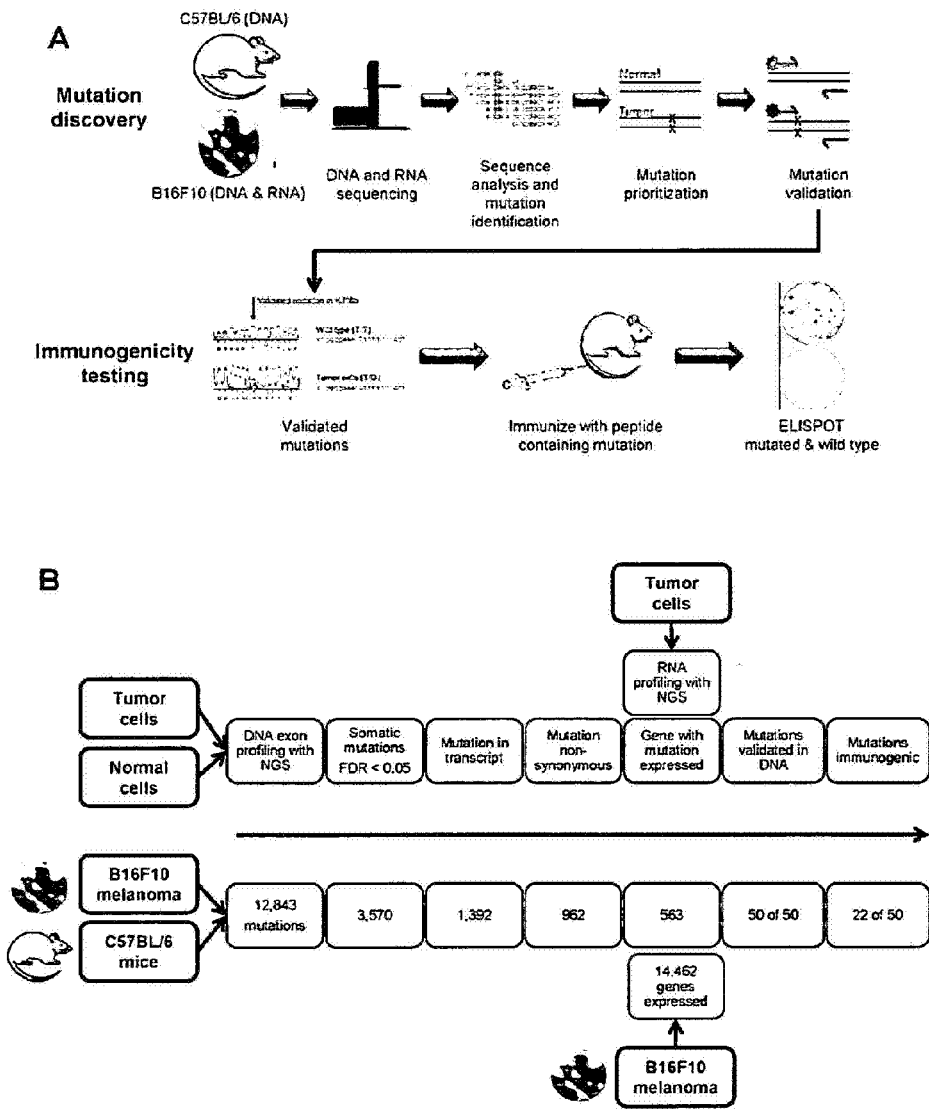 A
C57BL/6 (DNA)
Mutation
discovery
B16F10 (DNA & RNA)
DNA and RNA
sequencing
Sequence
analysis and
mutation
identification
Normal
Tumor
Mutation
prioritization
Mutation
validation
Immunogenicity
testing
Validated
mutations
Immunize with peptide
containing mutation
ELISPOT
mutated & wild type
B
Tumor
cells
RNA
profiling with
NGS
Tumor
cells
Normal
cells
DNA exon
profiling with
NGS
Somatic
mutations
FDR < 0.05
Mutation in
transcript
Mutation
non-
synonymous
Gene with
mutation
expressed
Mutations
validated in
DNA
Mutations
immunogenic
B16F10
melanoma
C57BL/6
mice
12,843
mutations
3,570
1,392
962
563
50 of 50
22 of 50
14,462
genes
expressed
B16F10
melanoma